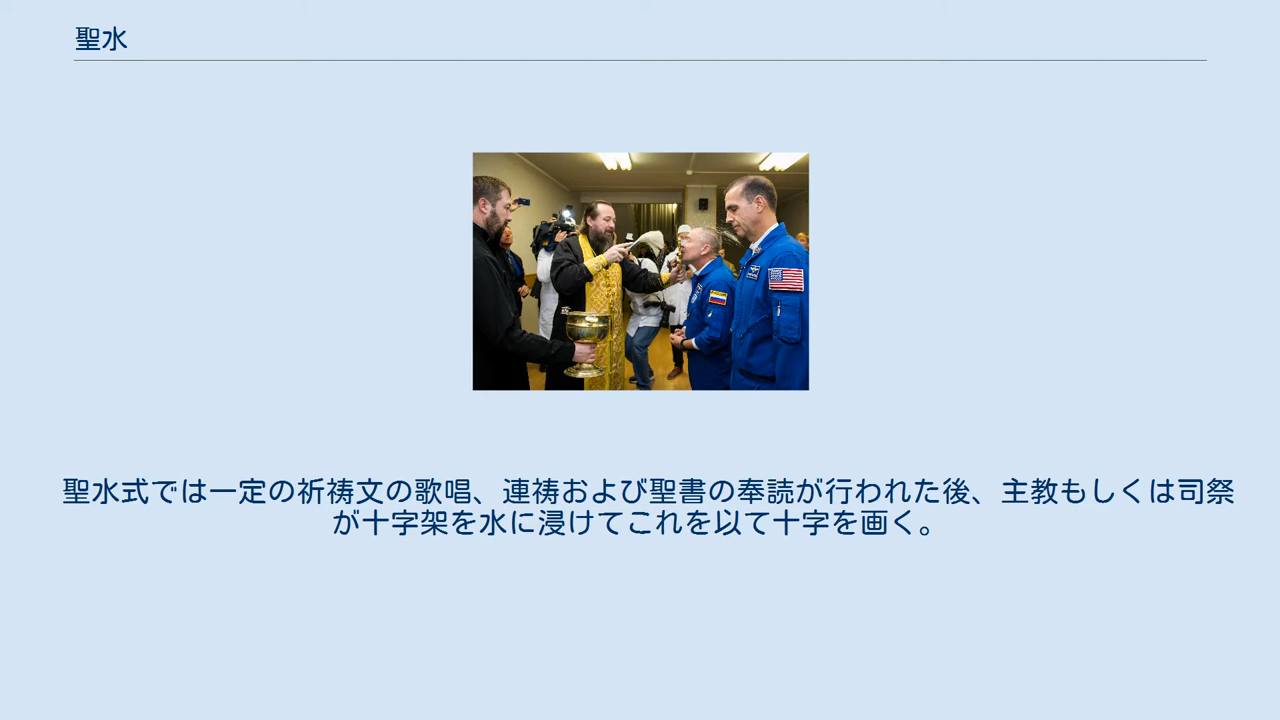 聖水
聖水式では一定の祈祷文の歌唱、連祷および聖書の奉読が行われた後、主教もしくは司祭
が十字架を水に浸けてこれを以て十字を画く。